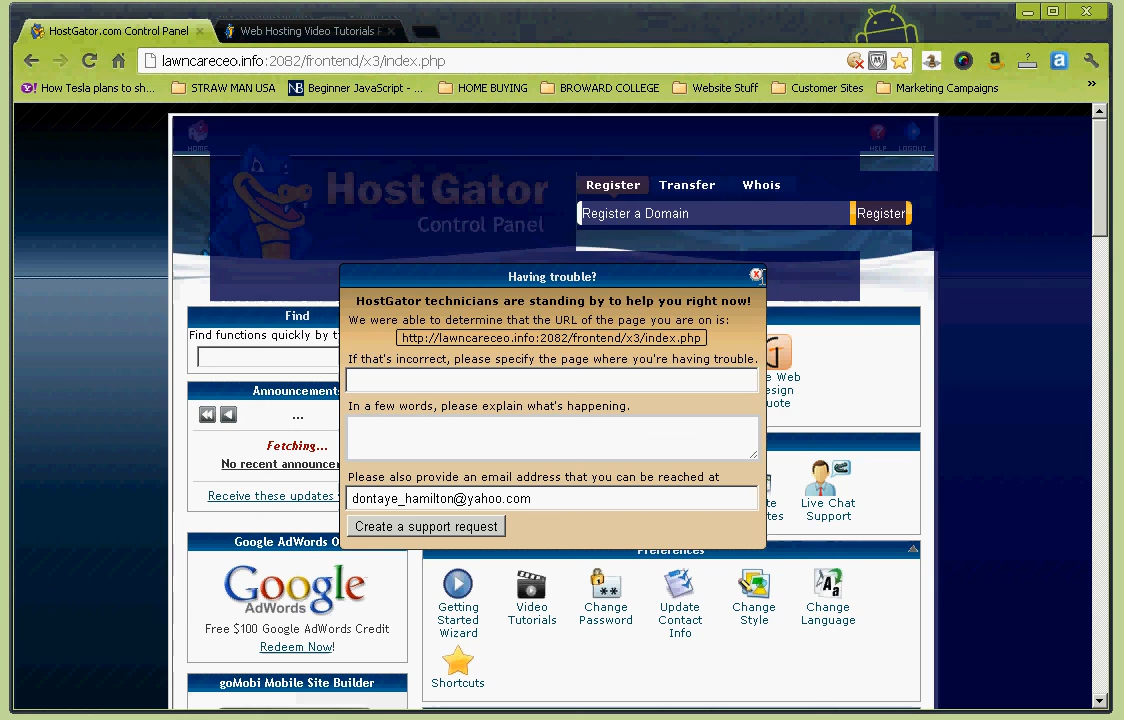 HostGator.com Control Panel
Web Hosting Video Tutorials
lawncareceo.info:2082/frontend/x3/index.php
How Tesla plans to sh...
STRAW MAN USA
Beginner JavaScript - ...
HOME BUYING
BROWARD COLLEGE
Website Stuff
Customer Sites
Marketing Campaigns
HOME
HELP
LOGOUT
HostGator
Control Panel
Register Transfer Whois
Register a Domain
Register
Having trouble?
HostGator technicians are standing by to help you right now!
We were able to determine that the URL of the page you are on is:
http://lawncareceo.info:2082/frontend/x3/index.php
If that's incorrect, please specify the page where you're having trouble.
In a few words, please explain what's happening.
Please also provide an email address that you can be reached at
dontaye_hamilton@yahoo.com
Create a support request
Find
Find functions quickly by t
Announcements
...
Fetching...
No recent announcer
Receive these updates
Google AdWords O
Google
AdWords
Free $100 Google AdWords Credit
Redeem Now!
goMobi Mobile Site Builder
Web
Live Chat
Support
Preferences
Getting
Started
Wizard
Video
Tutorials
Change
Password
Update
Contact
Info
Change
Style
Change
Language
Shortcuts